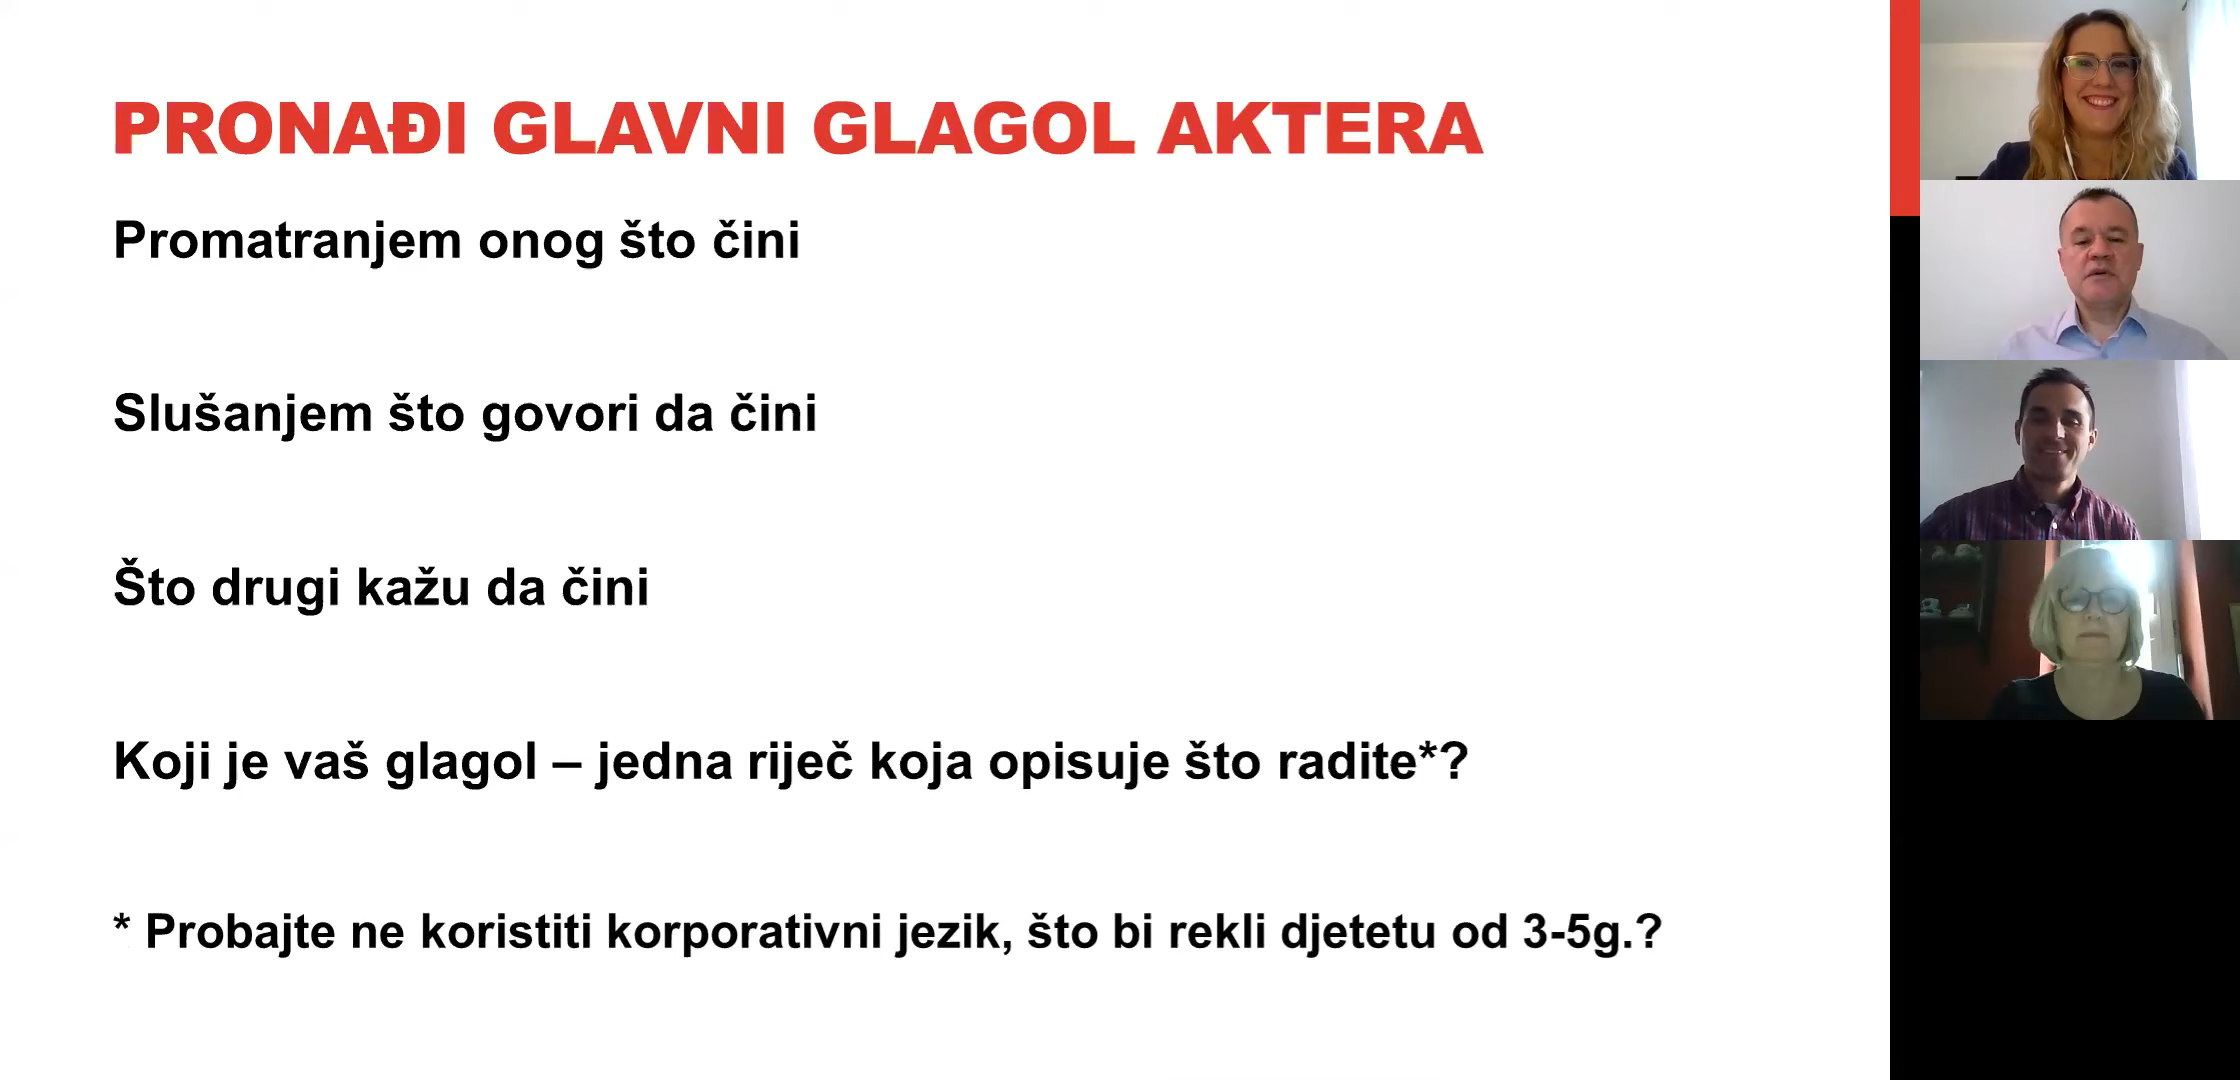 PRONAĐI GLAVNI GLAGOL AKTERA
Promatranjem onog što čini
Slušanjem što govori da čini
Što drugi kažu da čini
Koji je vaš glagol – jedna riječ koja opisuje što radite*?
* Probajte ne koristiti korporativni jezik, što bi rekli djetetu od 3-5g.?